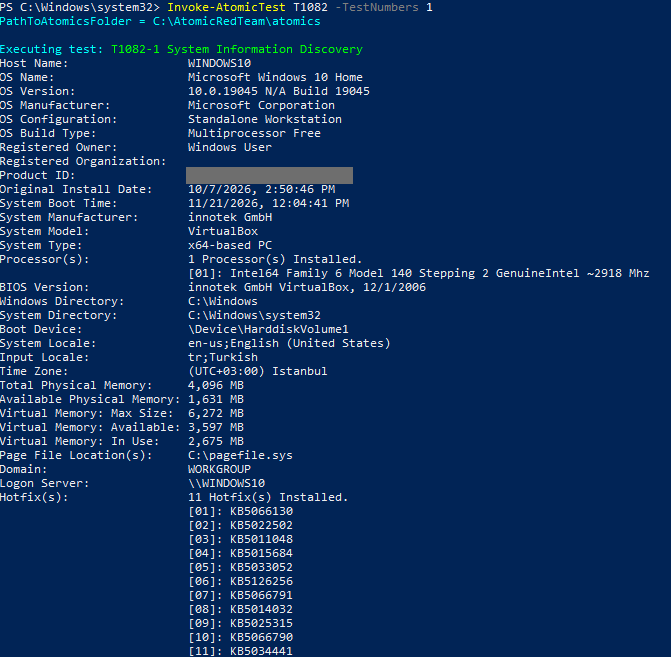 PS C:\Windows\system32> Invoke-AtomicTest T1082 -TestNumbers 1
PathToAtomicsFolder = C:\AtomicRedTeam\atomics
Executing test: T1082-1 System Information Discovery
Host Name: WINDOWS10
OS Name: Microsoft Windows 10 Home
OS Version: 10.0.19045 N/A Build 19045
OS Manufacturer: Microsoft Corporation
OS Configuration: Standalone Workstation
OS Build Type: Multiprocessor Free
Registered Owner: Windows User
Registered Organization:
Product ID:
Original Install Date: 10/7/2026, 2:50:46 PM
System Boot Time: 11/21/2026, 12:04:41 PM
System Manufacturer: innotek GmbH
System Model: VirtualBox
System Type: x64-based PC
Processor(s): 1 Processor(s) Installed.
[01]: Intel64 Family 6 Model 140 Stepping 2 GenuineIntel ~2918 Mhz
BIOS Version: innotek GmbH VirtualBox, 12/1/2006
Windows Directory: C:\Windows
System Directory: C:\Windows\system32
Boot Device: \Device\HarddiskVolume1
System Locale: en-us;English (United States)
Input Locale: tr;Turkish
Time Zone: (UTC+03:00) Istanbul
Total Physical Memory: 4,096 MB
Available Physical Memory: 1,631 MB
Virtual Memory: Max Size: 6,272 MB
Virtual Memory: Available: 3,597 MB
Virtual Memory: In Use: 2,675 MB
Page File Location(s): C:\pagefile.sys
Domain: WORKGROUP
Logon Server: \\WINDOWS10
Hotfix(s): 11 Hotfix(s) Installed.
[01]: KB5066130
[02]: KB5022502
[03]: KB5011048
[04]: KB5015684
[05]: KB5033052
[06]: KB5126256
[07]: KB5066791
[08]: KB5014032
[09]: KB5025315
[10]: KB5066790
[11]: KB5034441